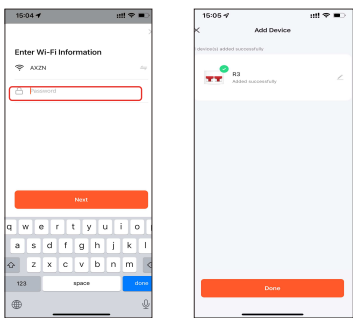 15:04
Enter Wi-Fi Information
AXZN
Password
Next
q w e r t y u i o
a s d f g h j k l
z x c v b n m
123 space done
15:05
Add Device
device(s) added successfully
R3
Added successfully
Done